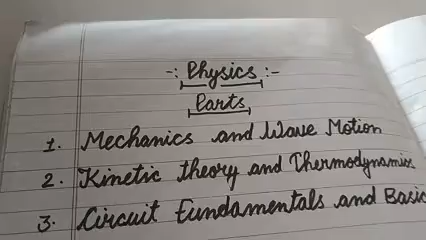 -: Physics :-
Parts
1. Mechanics and Wave Motion
2. Kinetic theory and Thermodynamics
3. Circuit Fundamentals and Basic